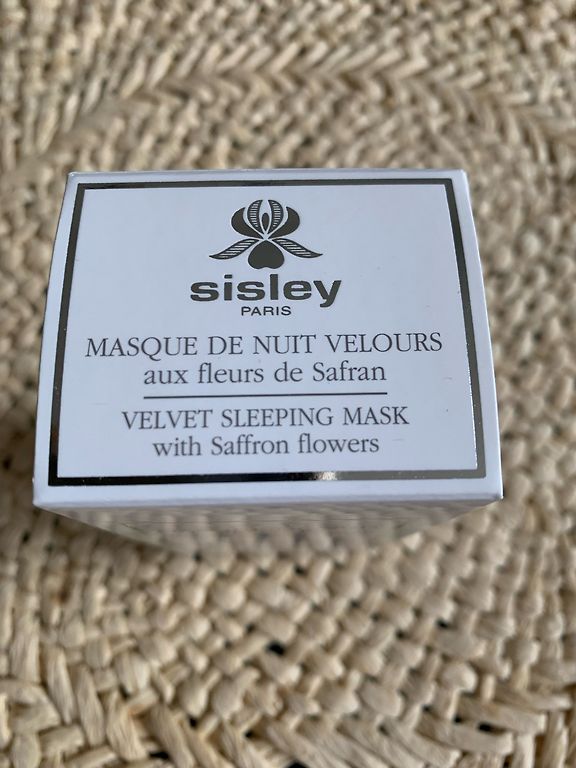 sisley
PARIS
MASQUE DE NUIT VELOURS
aux fleurs de Safran
VELVET SLEEPING MASK
with Saffron flowers